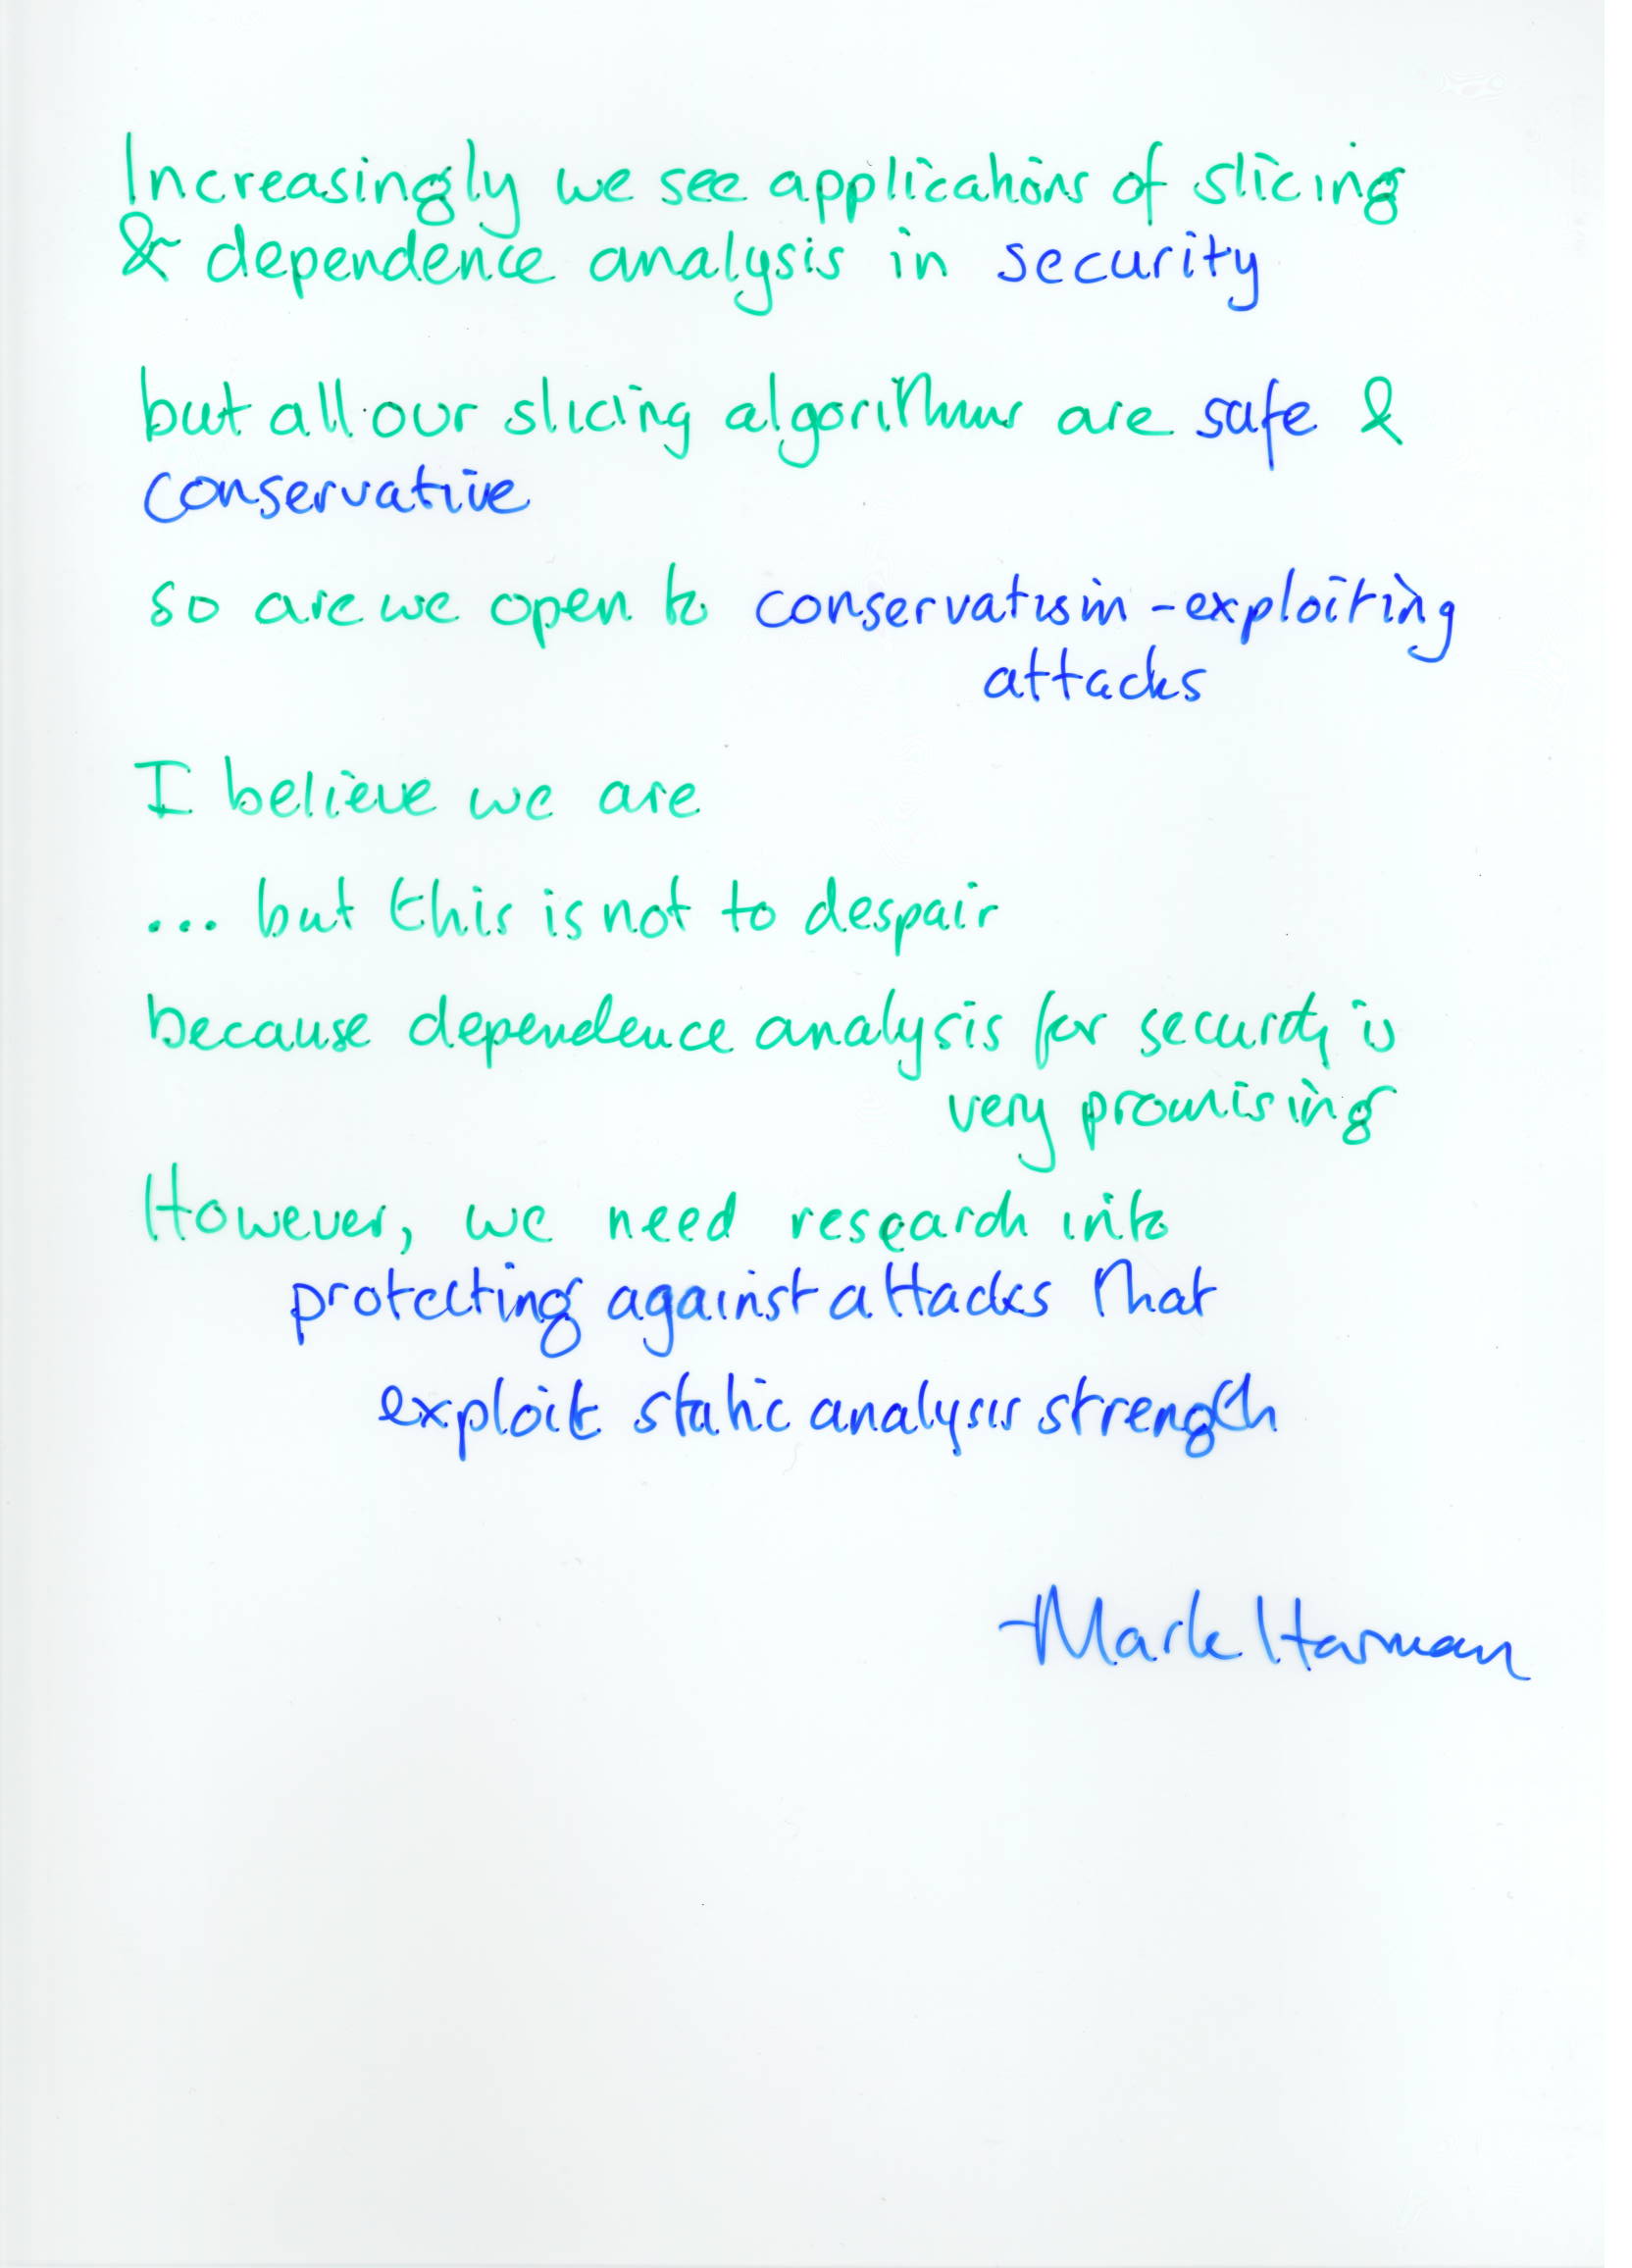 Increasingly we see applications of slicing
& dependence analysis in security
but all our slicing algorithms are safe &
conservative
so are we open to conservatism-exploiting
attacks
I believe we are
... but this is not to despair
because dependence analysis for security is
very promising
However, we need research into
protecting against attacks that
exploit static analysis strength
Mark Harman